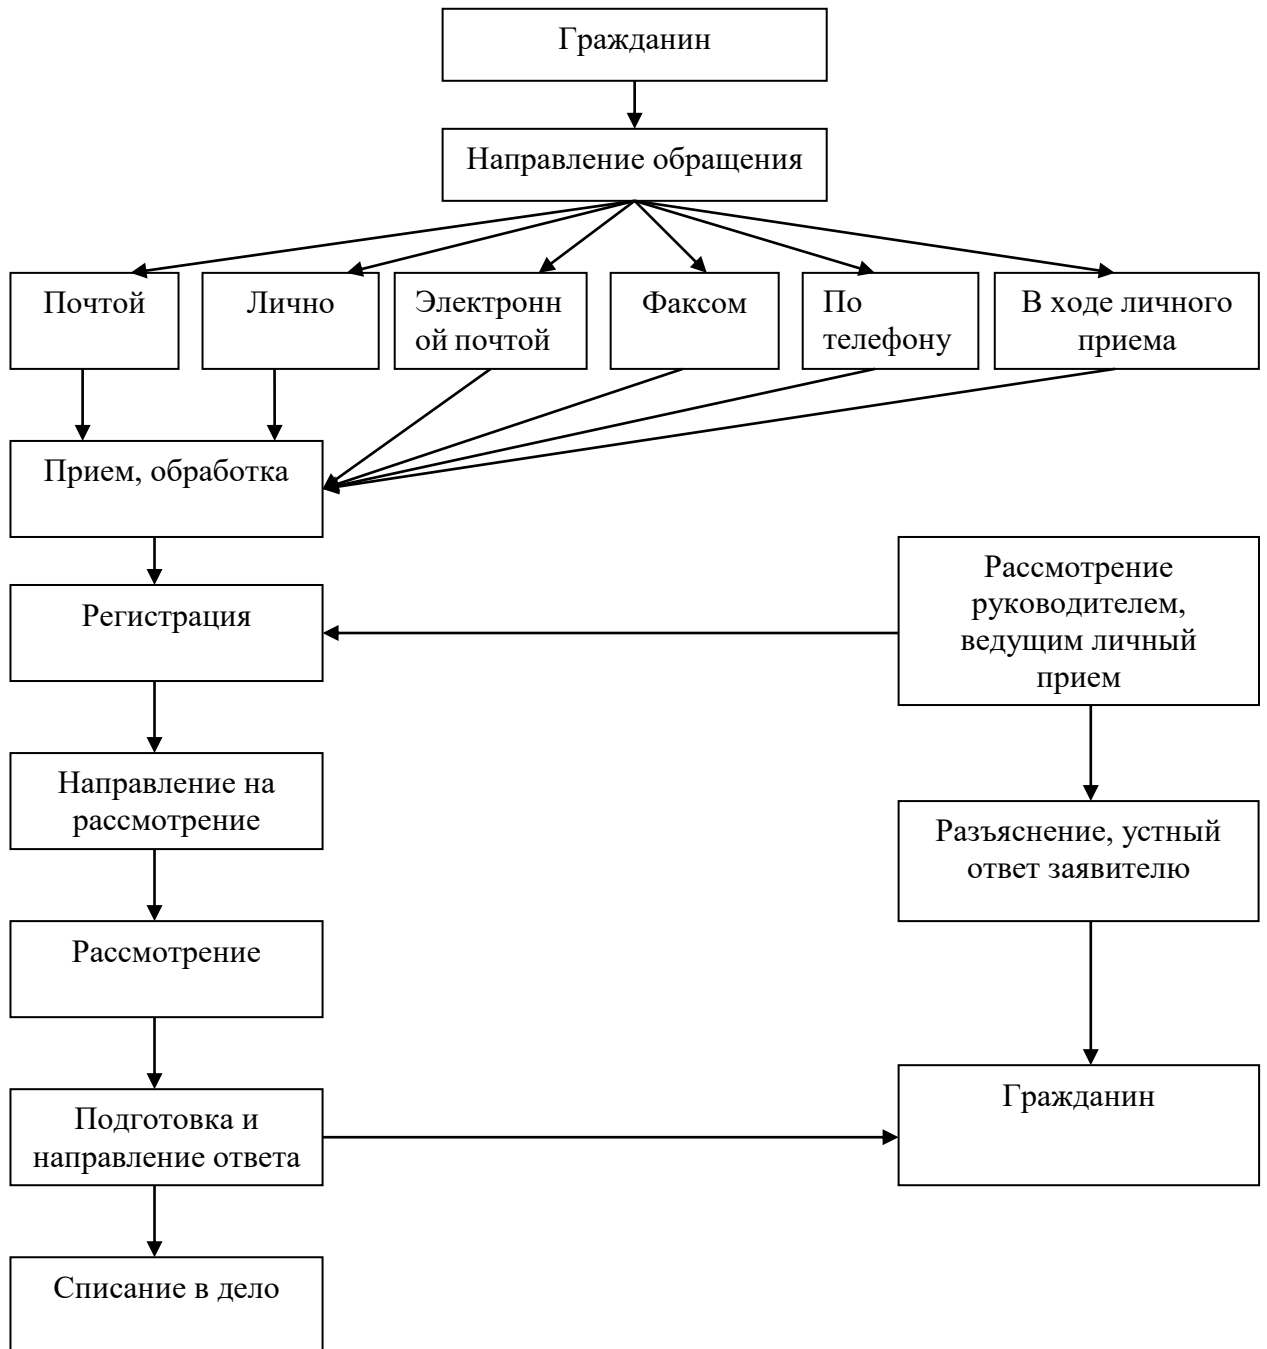 Гражданин
Направление обращения
Почтой
Лично
Электронн
ой почтой
Факсом
По
телефону
В ходе личного
приема
Прием, обработка
Регистрация
Рассмотрение
руководителем,
ведущим личный
прием
Направление на
рассмотрение
Разъяснение, устный
ответ заявителю
Рассмотрение
Подготовка и
направление ответа
Гражданин
Списание в дело